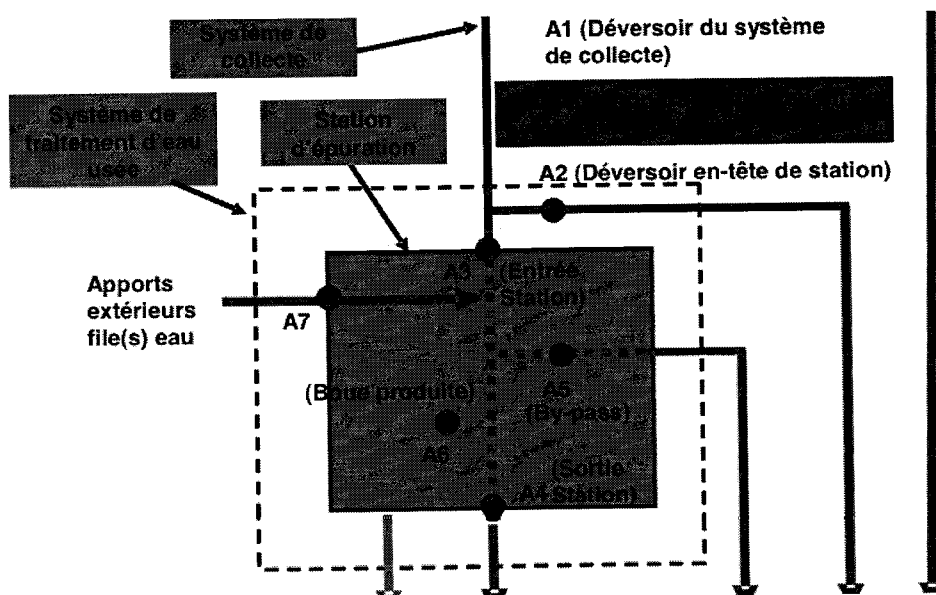 Système de
collecte
A1 (Déversoir du système
de collecte)
Système de
traitement d'eau
usée
Station
d'épuration
A2 (Déversoir en-tête de station)
A3
(Entrée
Station)
Apports
extérieurs
file(s) eau
A7
(Boue produite)
A6
A5
(By-pass)
(Sortie
Station)
A4